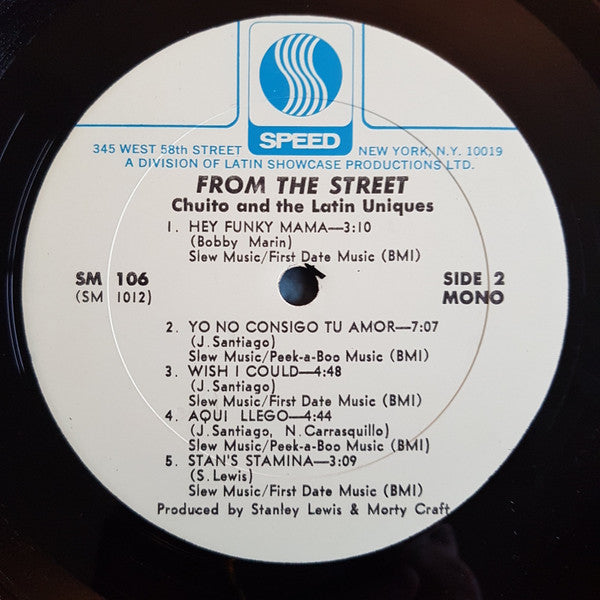 SPEED
345 WEST 58th STREET NEW YORK, N.Y. 10019
A DIVISION OF LATIN SHOWCASE PRODUCTIONS LTD.
FROM THE STREET
Chuito and the Latin Uniques
1. HEY FUNKY MAMA—3:10
(Bobby Marin)
Slew Music/First Date Music (BMI)
SM 106 SIDE 2
(SM 1012) MONO
2. YO NO CONSIGO TU AMOR—7:07
(J. Santiago)
Slew Music/Peek-a-Boo Music (BMI)
3. WISH I COULD—4:48
(J. Santiago)
Slew Music/First Date Music (BMI)
4. AQUI LLEGO—4:44
(J. Santiago, N. Carrasquillo)
Slew Music/Peek-a-Boo Music (BMI)
5. STAN'S STAMINA—3:09
(S. Lewis)
Slew Music/First Date Music (BMI)
Produced by Stanley Lewis & Morty Craft